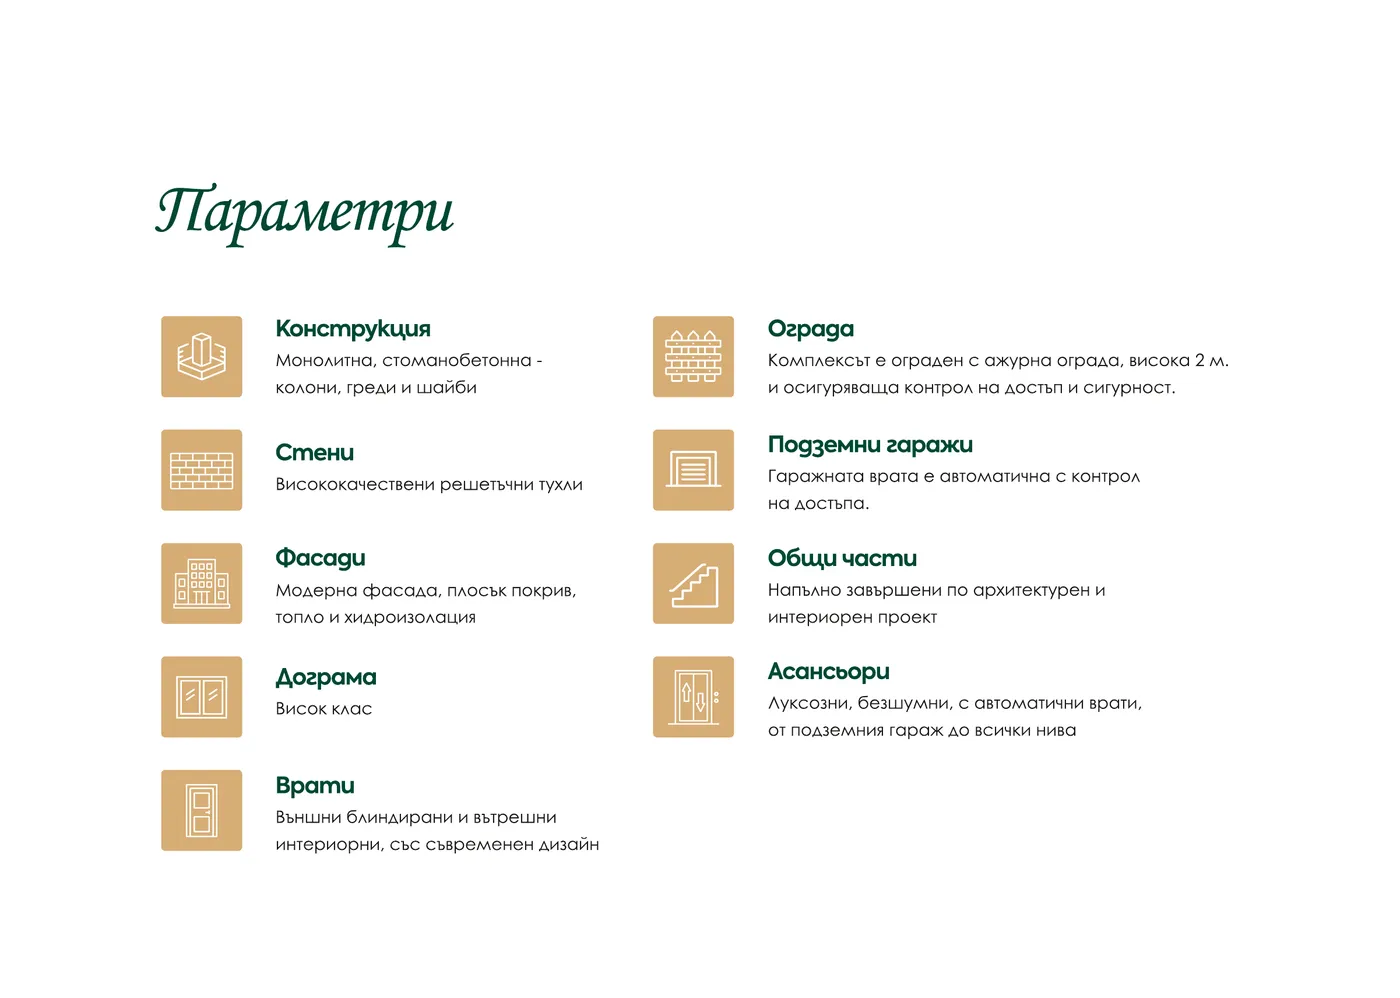 Параметри
Конструкция
Монолитна, стоманобетонна -
колони, греди и шайби
Стени
Висококачествени решетъчни тухли
Фасади
Модерна фасада, плосък покрив,
топло и хидроизолация
Дограма
Висок клас
Врати
Външни блиндирани и вътрешни
интериорни, със съвременен дизайн
Ограда
Комплексът е ограден с ажурна ограда, висока 2 м.
и осигуряваща контрол на достъп и сигурност.
Подземни гаражи
Гаражната врата е автоматична с контрол
на достъпа.
Общи части
Напълно завършени по архитектурен и
интериорен проект
Асансьори
Луксозни, безшумни, с автоматични врати,
от подземния гараж до всички нива